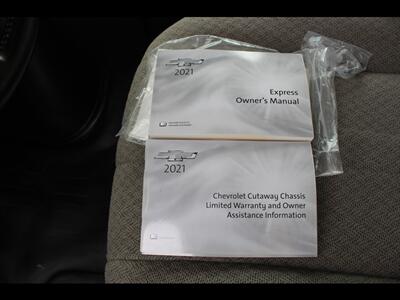 2021
Express
Owner's Manual
2021
Chevrolet Cutaway Chassis
Limited Warranty and Owner
Assistance Information